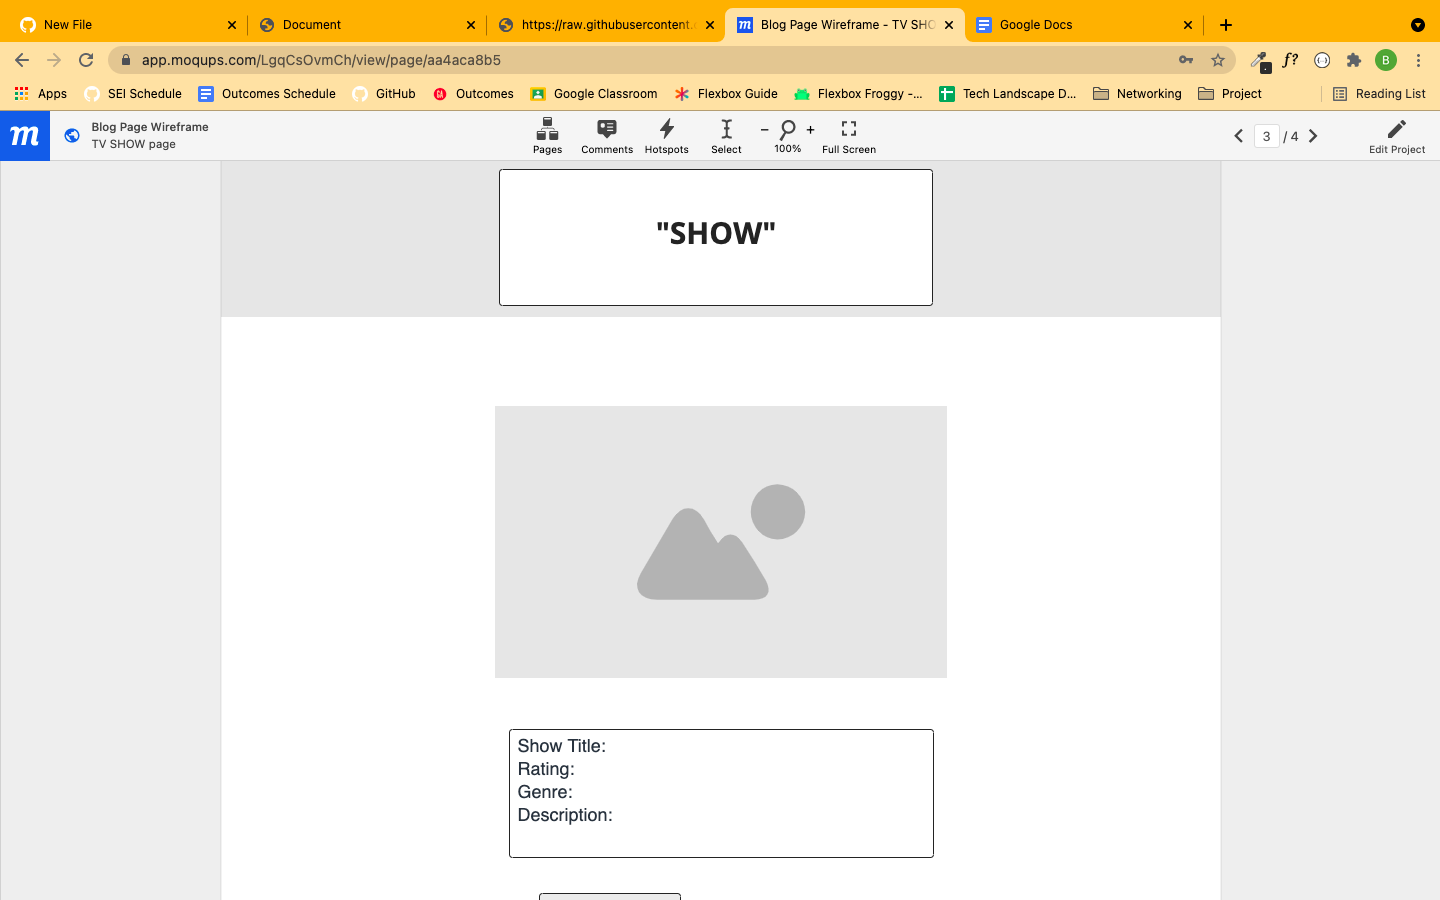 New File
Document
https://raw.githubusercontent.
Blog Page Wireframe - TV SHO
Google Docs
app.moqups.com/LgqCsOvmCh/view/page/aa4aca8b5
f?
B
Apps
SEI Schedule
Outcomes Schedule
GitHub
GA
Outcomes
Google Classroom
Flexbox Guide
Flexbox Froggy -...
Tech Landscape D...
Networking
Project
Reading List
m
Blog Page Wireframe
TV SHOW page
Pages
Comments
Hotspots
Select
100%
Full Screen
3 / 4
Edit Project
"SHOW"
Show Title:
Rating:
Genre:
Description: